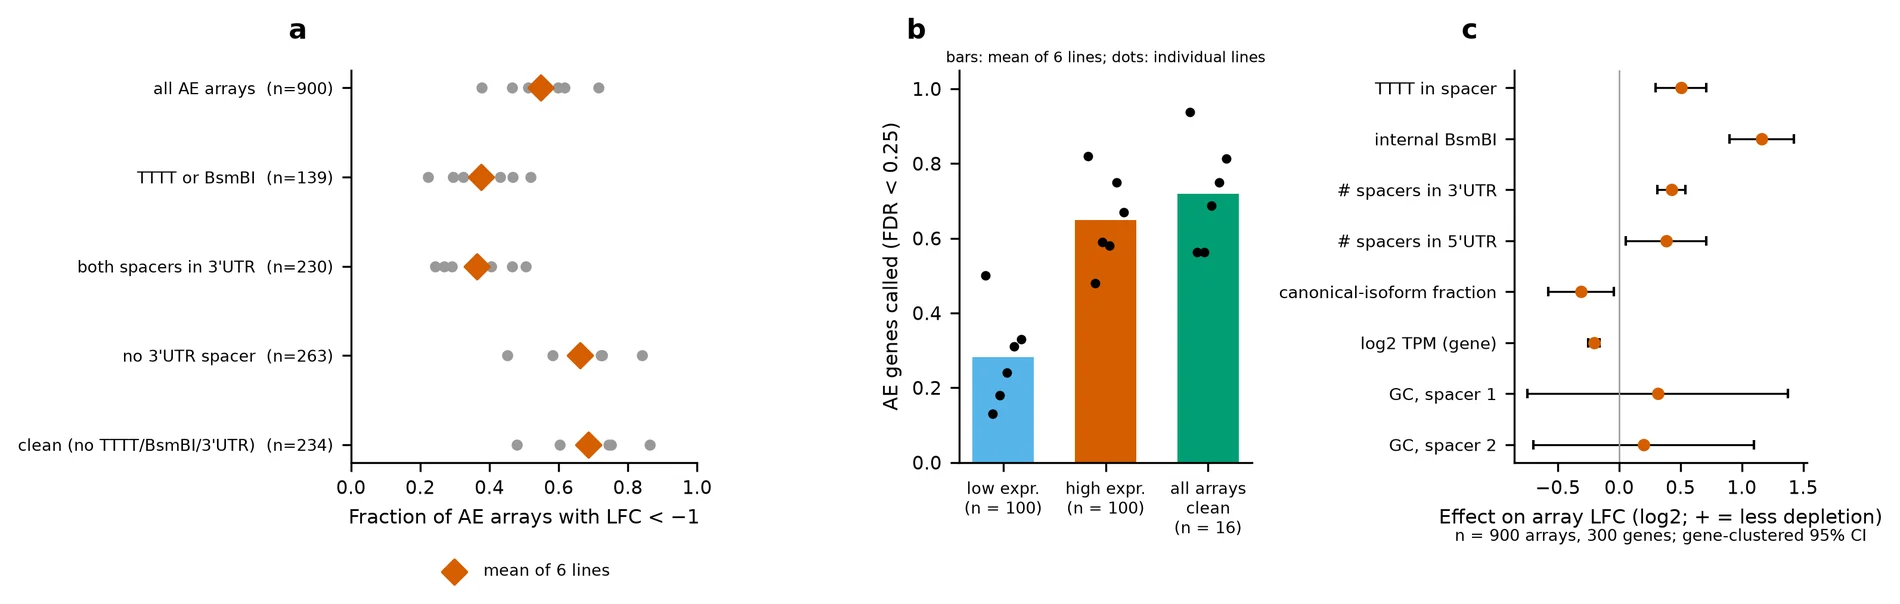 a
all AE arrays (n=900)
TTTT or BsmBI (n=139)
both spacers in 3'UTR (n=230)
no 3'UTR spacer (n=263)
clean (no TTTT/BsmBI/3'UTR) (n=234)
0.0 0.2 0.4 0.6 0.8 1.0
Fraction of AE arrays with LFC < −1
mean of 6 lines
b
bars: mean of 6 lines; dots: individual lines
AE genes called (FDR < 0.25)
1.0
0.8
0.6
0.4
0.2
0.0
low expr.
(n = 100)
high expr.
(n = 100)
all arrays
clean
(n = 16)
c
TTTT in spacer
internal BsmBI
# spacers in 3'UTR
# spacers in 5'UTR
canonical-isoform fraction
log2 TPM (gene)
GC, spacer 1
GC, spacer 2
−0.5 0.0 0.5 1.0 1.5
Effect on array LFC (log2; + = less depletion)
n = 900 arrays, 300 genes; gene-clustered 95% CI